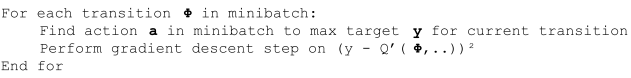 For each transition Φ in minibatch:
Find action a in minibatch to max target y for current transition
Perform gradient descent step on (y - Q′(Φ,..))²
End for